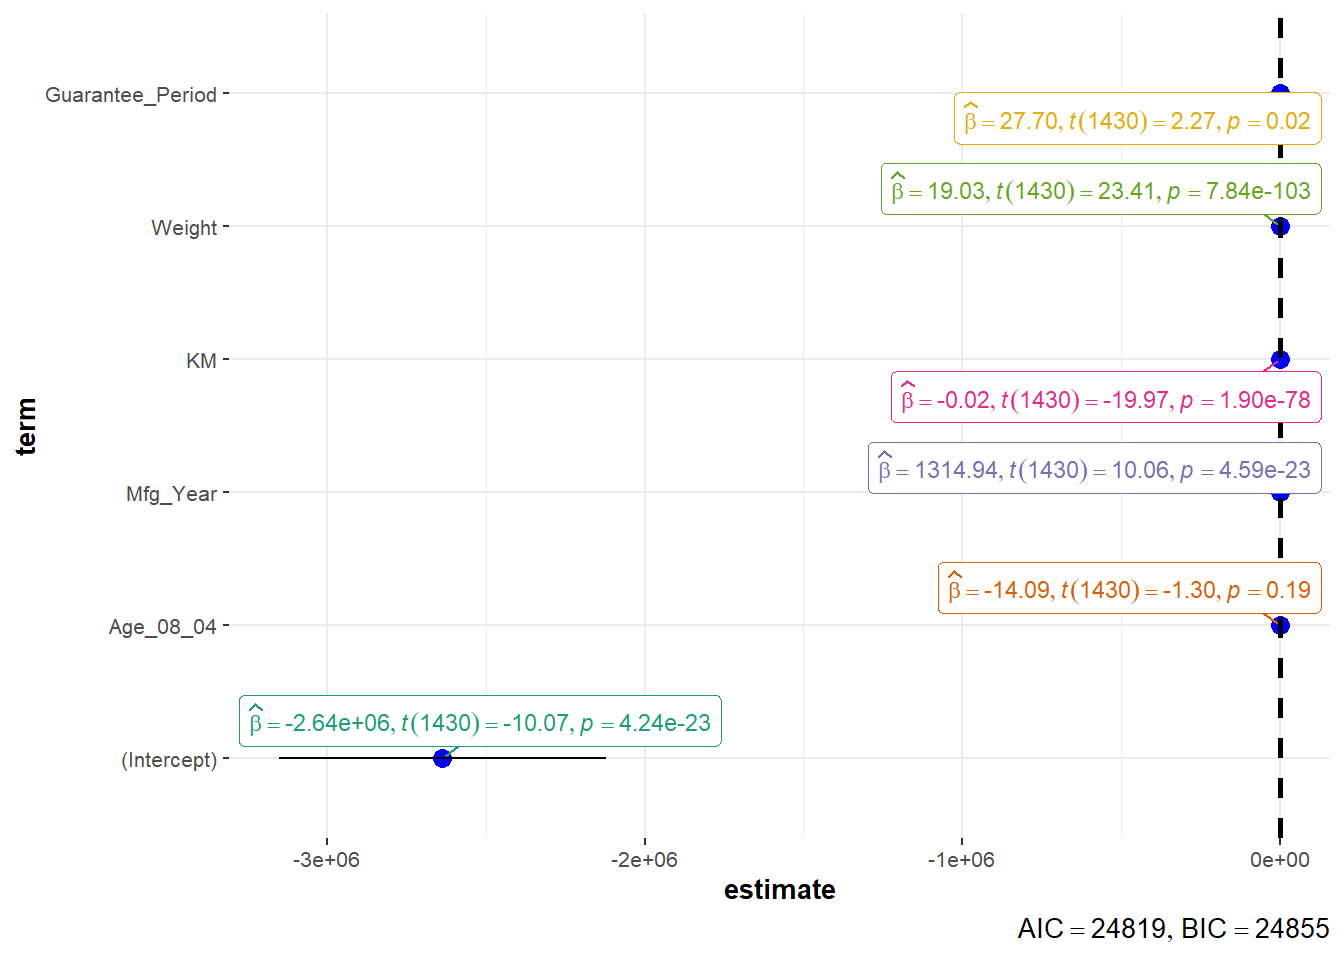 Guarantee_Period
β̂ = 27.70, t(1430) = 2.27, p = 0.02
β̂ = 19.03, t(1430) = 23.41, p = 7.84e-103
Weight
KM
β̂ = -0.02, t(1430) = -19.97, p = 1.90e-78
term
β̂ = 1314.94, t(1430) = 10.06, p = 4.59e-23
Mfg_Year
β̂ = -14.09, t(1430) = -1.30, p = 0.19
Age_08_04
β̂ = -2.64e+06, t(1430) = -10.07, p = 4.24e-23
(Intercept)
-3e+06 -2e+06 -1e+06 0e+00
estimate
AIC = 24819, BIC = 24855